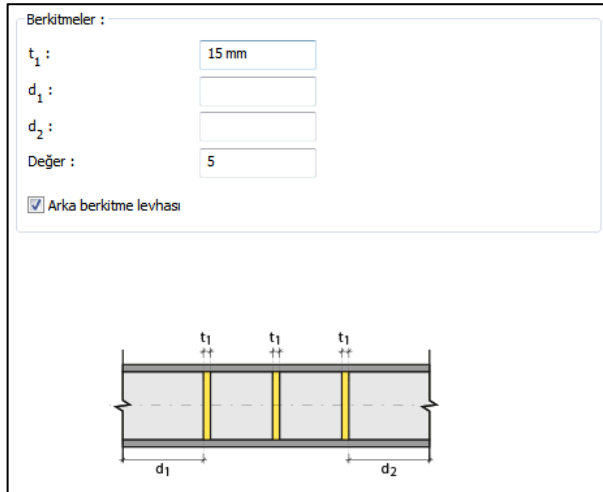 Berkitmeler :
t1 : 15 mm
d1 :
d2 :
Değer : 5
Arka berkitme levhası
t1 t1 t1
d1 d2